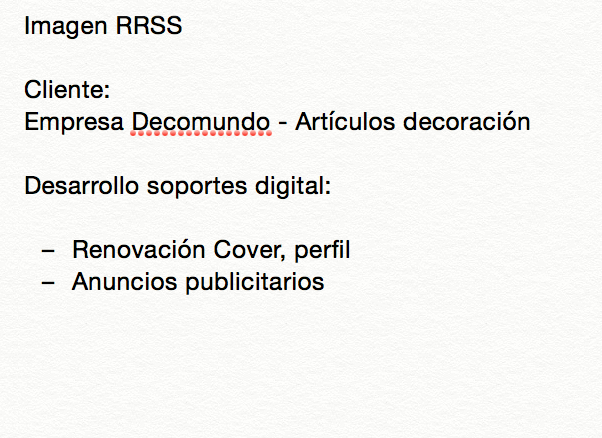 Imagen RRSS
Cliente:
Empresa Decomundo - Artículos decoración
Desarrollo soportes digital:
– Renovación Cover, perfil
– Anuncios publicitarios